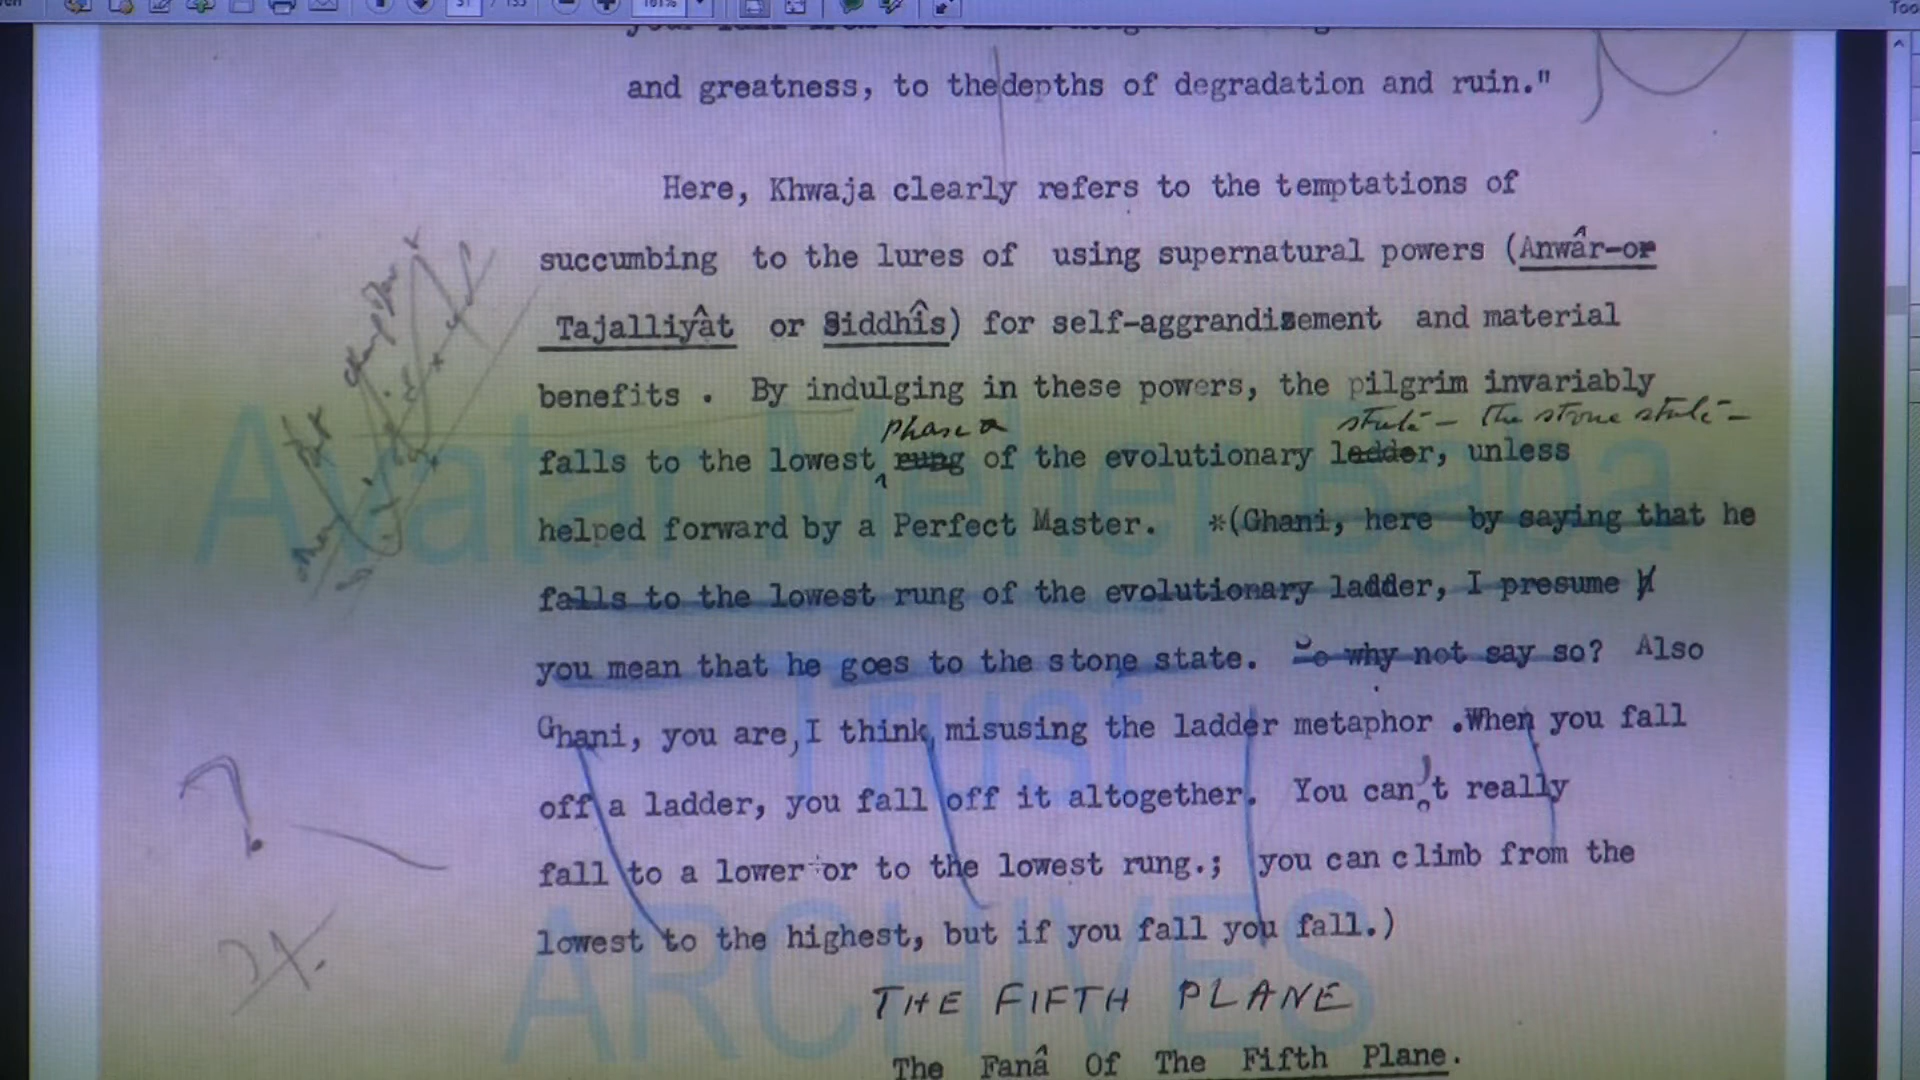 and greatness, to the depths of degradation and ruin."
Here, Khwaja clearly refers to the temptations of
succumbing to the lures of using supernatural powers (Anwâr-or
Tajalliyât or Siddhîs) for self-aggrandisement and material
benefits . By indulging in these powers, the pilgrim invariably
phase state - the stone state -
falls to the lowest rung of the evolutionary ladder, unless
helped forward by a Perfect Master. *(Ghani, here by saying that he
falls to the lowest rung of the evolutionary ladder, I presume
you mean that he goes to the stone state. So why not say so? Also
Ghani, you are, I think, misusing the ladder metaphor .When you fall
off a ladder, you fall off it altogether. You can't really
fall to a lower or to the lowest rung.; you can climb from the
lowest to the highest, but if you fall you fall.)
THE FIFTH PLANE
The Fanâ Of The Fifth Plane.
Avatar Meher Baba
Trust
ARCHIVES